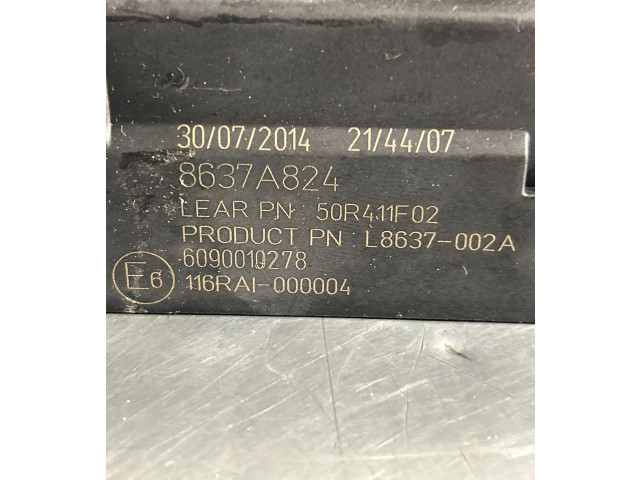 30/07/2014 21/44/07
8637A824
LEAR PN 50R411F02
PRODUCT PN L8637-002A
6090010278
E6 116RAI-000004